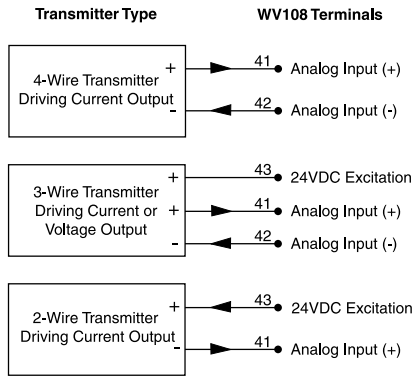 Transmitter Type WV108 Terminals
4-Wire Transmitter
Driving Current Output
+ 41 Analog Input (+)
- 42 Analog Input (-)
3-Wire Transmitter
Driving Current or
Voltage Output
+ 43 24VDC Excitation
+ 41 Analog Input (+)
- 42 Analog Input (-)
2-Wire Transmitter
Driving Current Output
+ 43 24VDC Excitation
- 41 Analog Input (+)